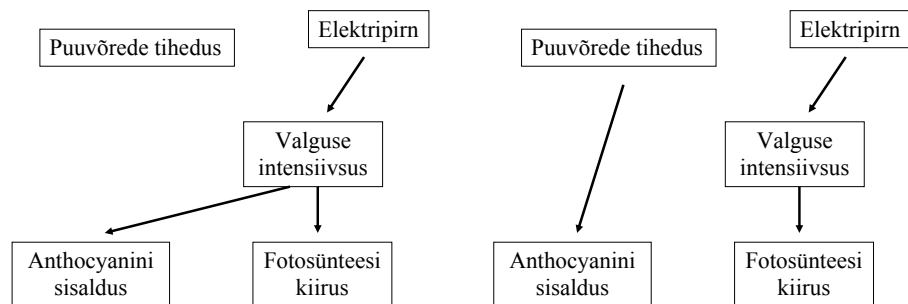 Puuvõrede tihedus
Elektripirn
Valguse
intensiivsus
Anthocyanini
sisaldus
Fotosünteesi
kiirus
Puuvõrede tihedus
Elektripirn
Valguse
intensiivsus
Anthocyanini
sisaldus
Fotosünteesi
kiirus